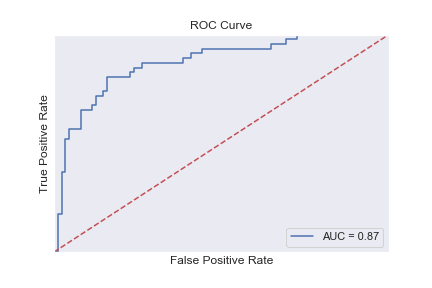 ROC Curve
True Positive Rate
AUC = 0.87
False Positive Rate